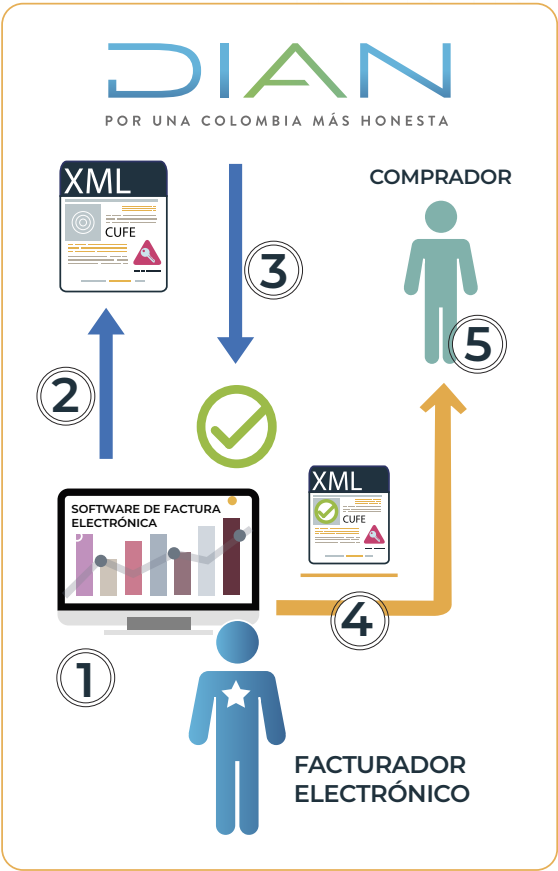 DIAN
POR UNA COLOMBIA MÁS HONESTA
XML
CUFE
3
COMPRADOR
5
2
SOFTWARE DE FACTURA
ELECTRÓNICA
XML
CUFE
4
1
FACTURADOR
ELECTRÓNICO